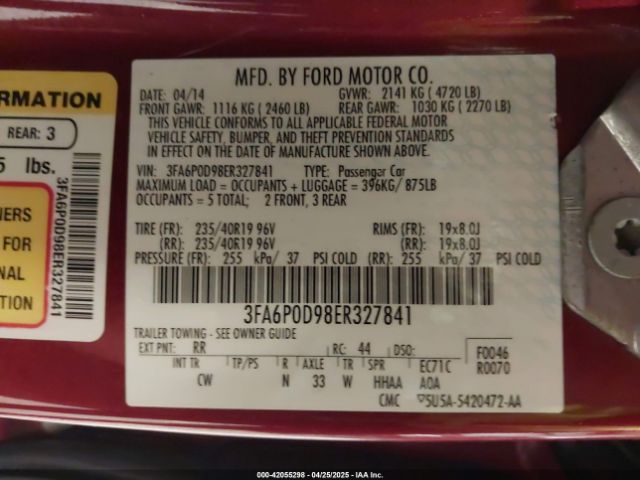 MFD. BY FORD MOTOR CO.
DATE: 04/14 GVWR: 2141 KG ( 4720 LB)
FRONT GAWR: 1116 KG ( 2460 LB) REAR GAWR: 1030 KG ( 2270 LB)
THIS VEHICLE CONFORMS TO ALL APPLICABLE FEDERAL MOTOR
VEHICLE SAFETY, BUMPER, AND THEFT PREVENTION STANDARDS
IN EFFECT ON THE DATE OF MANUFACTURE SHOWN ABOVE.
VIN: 3FA6P0D98ER327841 TYPE: Passenger Car
MAXIMUM LOAD = OCCUPANTS + LUGGAGE = 396KG/ 875LB
OCCUPANTS = 5 TOTAL; 2 FRONT, 3 REAR
TIRE (FR): 235/40R19 96V RIMS (FR): 19x8.0J
(RR): 235/40R19 96V (RR): 19x8.0J
PRESSURE (FR): 255 kPa/ 37 PSI COLD (RR): 255 kPa/ 37 PSI COLD
3FA6P0D98ER327841
TRAILER TOWING - SEE OWNER GUIDE
EXT PNT: RR RC: 44 DSO: F0046
INT TR TP/PS R AXLE TR SPR EC71C R0070
CW N 33 W HHAA A0A
CMC 5U5A-5420472-AA
ORMATION
REAR: 3
5 lbs.
NERS
FOR
NAL
TION
3FA6P0D98ER327841
000-42055298 - 04/25/2025 - IAA Inc.